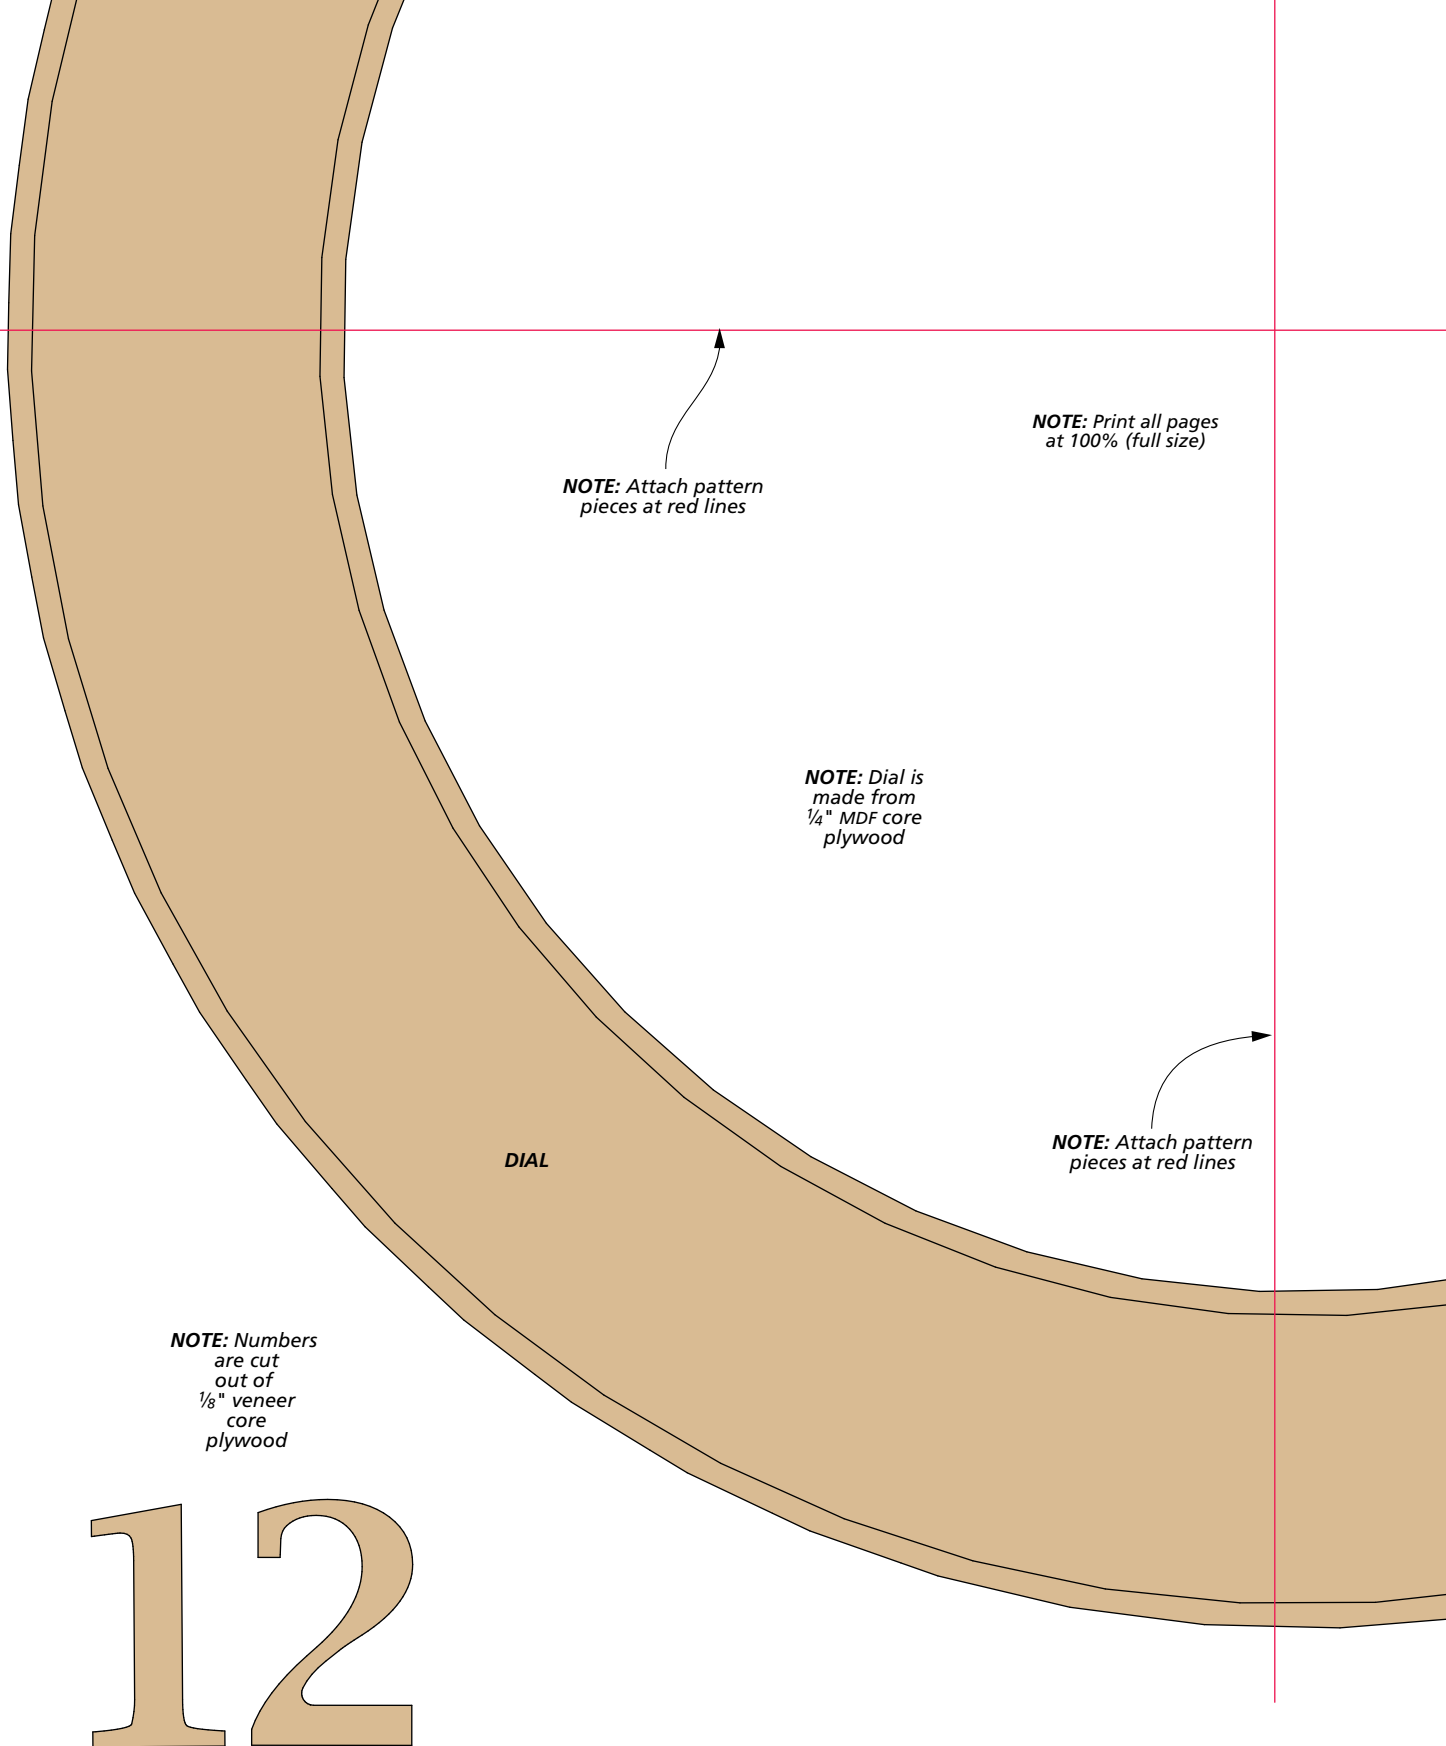 NOTE: Print all pages
at 100% (full size)
NOTE: Attach pattern
pieces at red lines
NOTE: Dial is
made from
¼" MDF core
plywood
NOTE: Attach pattern
pieces at red lines
DIAL
NOTE: Numbers
are cut
out of
⅛" veneer
core
plywood
12